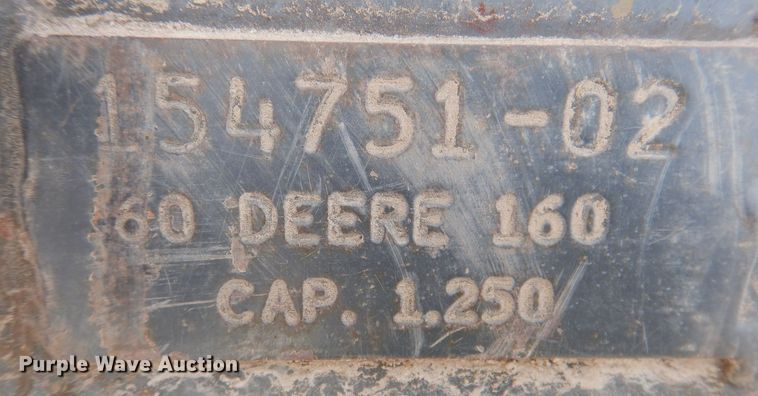 154751-02
60 DEERE 160
CAP. 1.250
Purple Wave Auction